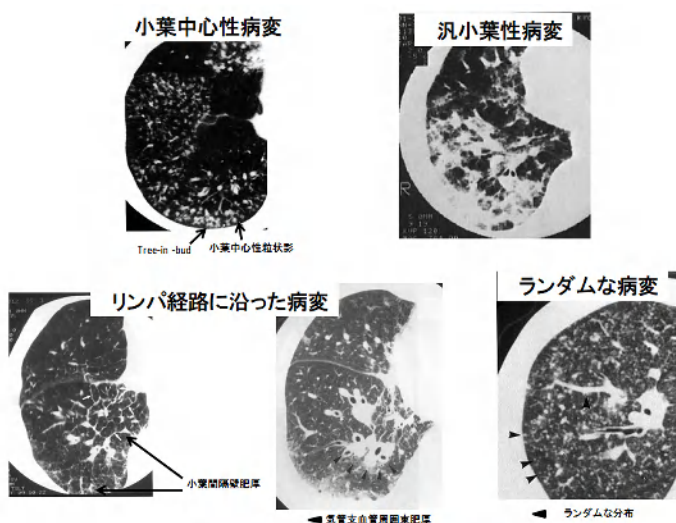 小葉中心性病変
汎小葉性病変
R
Tree-in -bud
小葉中心性粒状影
リンパ経路に沿った病変
ランダムな病変
小葉間隔壁肥厚
気管支血管周囲束肥厚
ランダムな分布